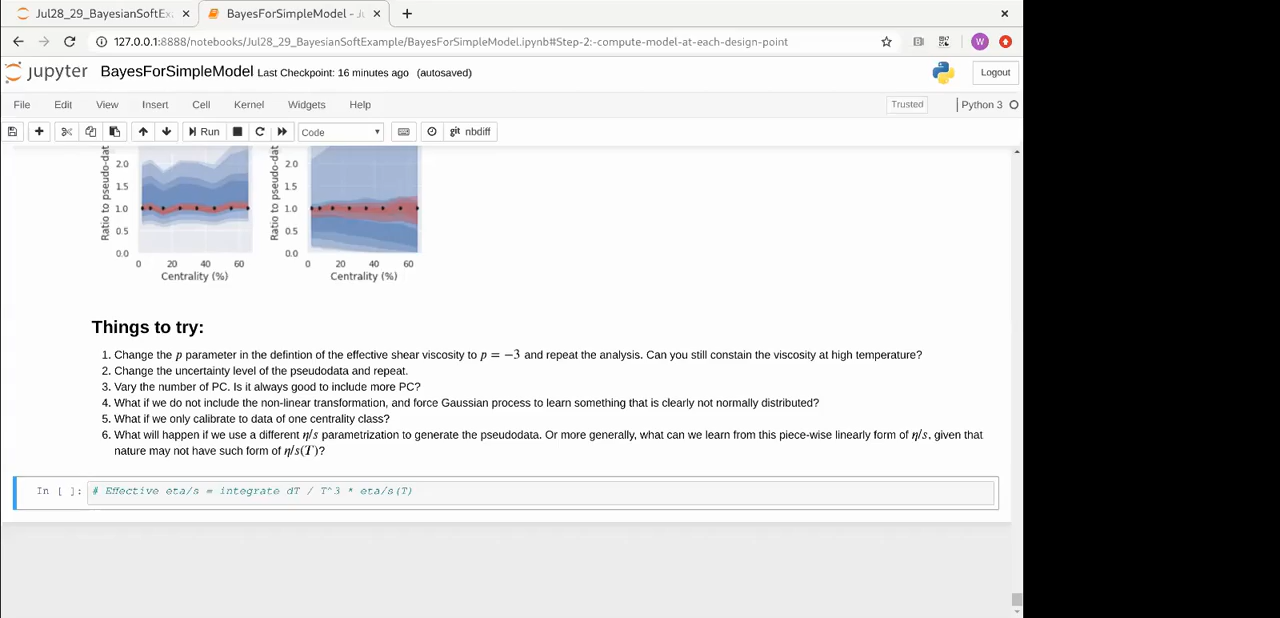 Jul28_29_BayesianSoftEx
BayesForSimpleModel - Ju
127.0.0.1:8888/notebooks/Jul28_29_BayesianSoftExample/BayesForSimpleModel.ipynb#Step-2:-compute-model-at-each-design-point
W
jupyter BayesForSimpleModel Last Checkpoint: 16 minutes ago (autosaved)
Logout
File Edit View Insert Cell Kernel Widgets Help
Trusted
Python 3
Run
Code
git nbdiff
Ratio to pseudo-dat
2.0
1.5
1.0
0.5
0.0
0 20 40 60
Centrality (%)
Ratio to pseudo-dat
2.0
1.5
1.0
0.5
0.0
0 20 40 60
Centrality (%)
Things to try:
1. Change the p parameter in the defintion of the effective shear viscosity to p = −3 and repeat the analysis. Can you still constain the viscosity at high temperature?
2. Change the uncertainty level of the pseudodata and repeat.
3. Vary the number of PC. Is it always good to include more PC?
4. What if we do not include the non-linear transformation, and force Gaussian process to learn something that is clearly not normally distributed?
5. What if we only calibrate to data of one centrality class?
6. What will happen if we use a different η/s parametrization to generate the pseudodata. Or more generally, what can we learn from this piece-wise linearly form of η/s, given that
nature may not have such form of η/s(T)?
In [ ]: # Effective eta/s = integrate dT / T^3 * eta/s(T)